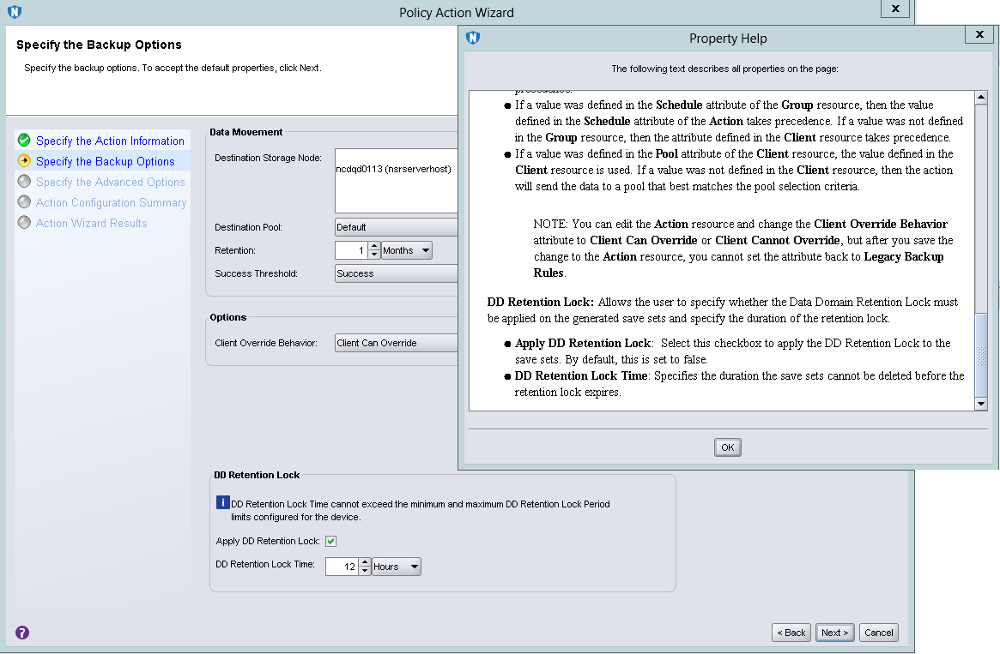 Policy Action Wizard
X
Specify the Backup Options
Specify the backup options. To accept the default properties, click Next.
Specify the Action Information
Specify the Backup Options
Specify the Advanced Options
Action Configuration Summary
Action Wizard Results
Data Movement
Destination Storage Node:
ncdqd0113 (nsrserverhost)
Destination Pool:
Default
Retention:
1
Months
Success Threshold:
Success
Options
Client Override Behavior:
Client Can Override
Property Help
X
The following text describes all properties on the page:
precedence.
● If a value was defined in the Schedule attribute of the Group resource, then the value
defined in the Schedule attribute of the Action takes precedence. If a value was not defined
in the Group resource, then the attribute defined in the Client resource takes precedence.
● If a value was defined in the Pool attribute of the Client resource, the value defined in the
Client resource is used. If a value was not defined in the Client resource, then the action
will send the data to a pool that best matches the pool selection criteria.
NOTE: You can edit the Action resource and change the Client Override Behavior
attribute to Client Can Override or Client Cannot Override, but after you save the
change to the Action resource, you cannot set the attribute back to Legacy Backup
Rules.
DD Retention Lock: Allows the user to specify whether the Data Domain Retention Lock must
be applied on the generated save sets and specify the duration of the retention lock.
● Apply DD Retention Lock: Select this checkbox to apply the DD Retention Lock to the
save sets. By default, this is set to false.
● DD Retention Lock Time: Specifies the duration the save sets cannot be deleted before the
retention lock expires.
OK
DD Retention Lock
i DD Retention Lock Time cannot exceed the minimum and maximum DD Retention Lock Period
limits configured for the device.
Apply DD Retention Lock:
DD Retention Lock Time:
12
Hours
?
< Back
Next >
Cancel